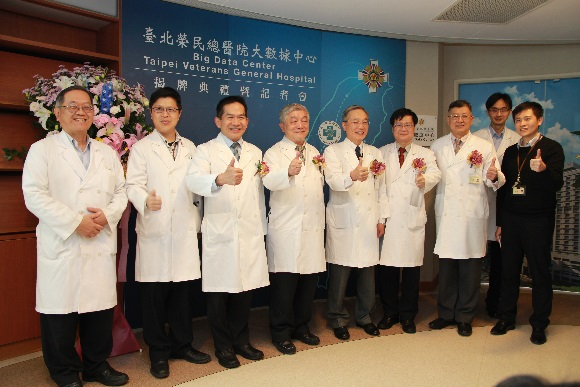 臺北榮民總醫院大數據中心
Big Data Center
Taipei Veterans General Hospital
揭牌典禮暨記者會